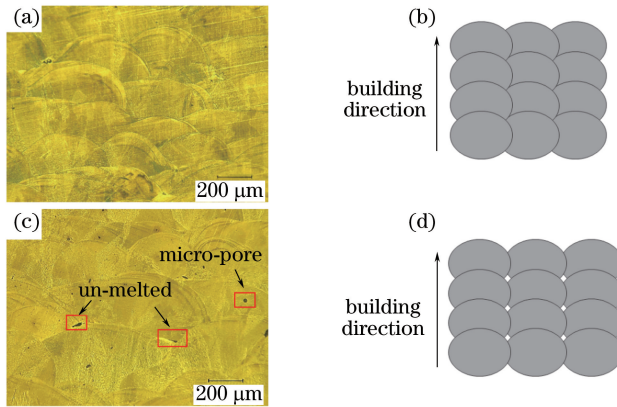 (a)
200 μm
(b)
building
direction
(c)
micro-pore
un-melted
200 μm
(d)
building
direction